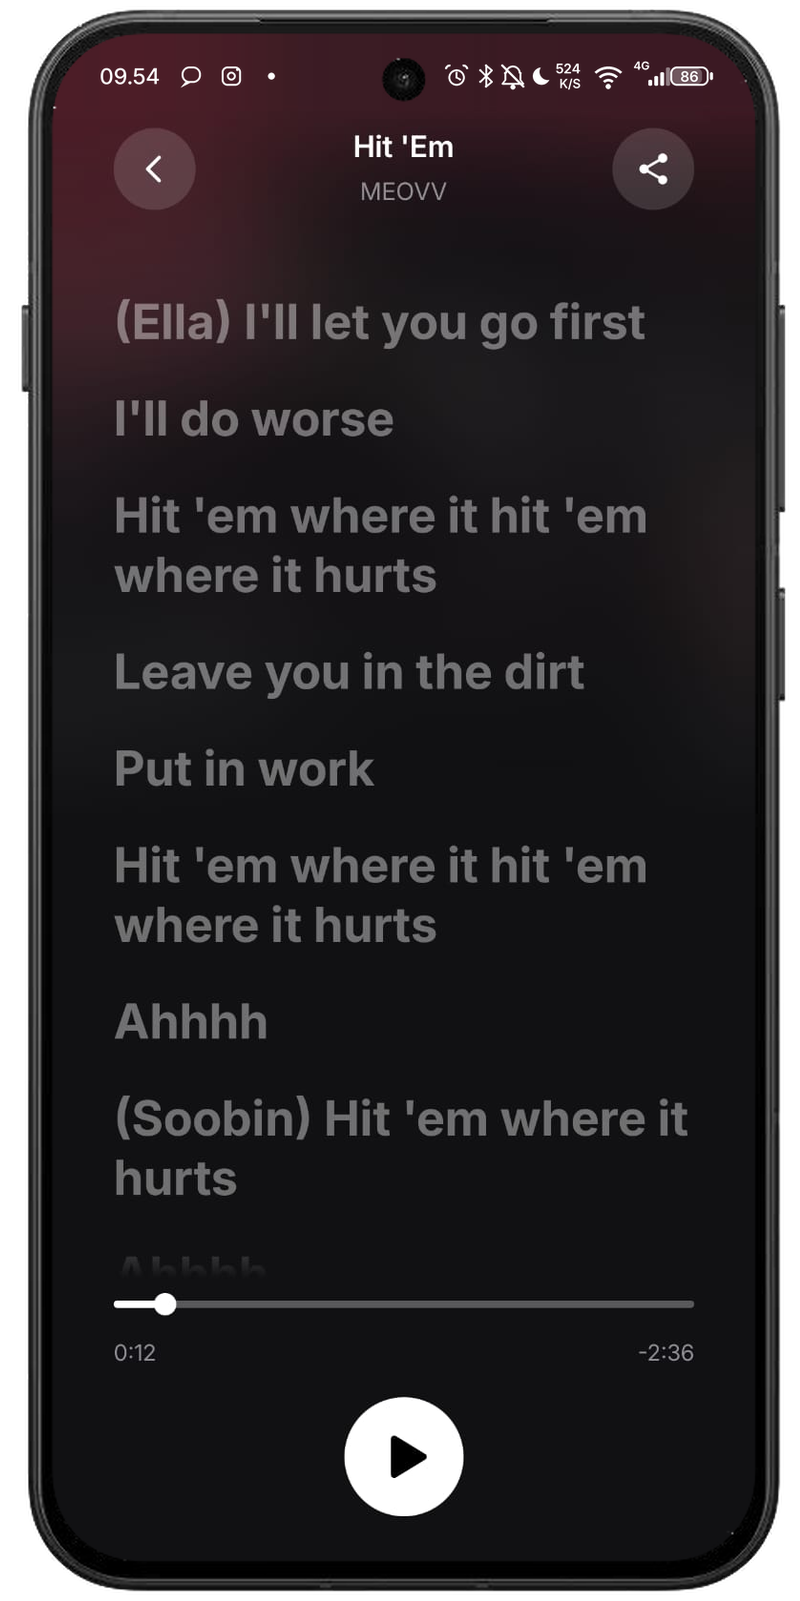 09.54
524
K/S
4G
86
Hit 'Em
MEOVV
(Ella) I'll let you go first
I'll do worse
Hit 'em where it hit 'em
where it hurts
Leave you in the dirt
Put in work
Hit 'em where it hit 'em
where it hurts
Ahhhh
(Soobin) Hit 'em where it
hurts
Ahhhh
0:12
-2:36